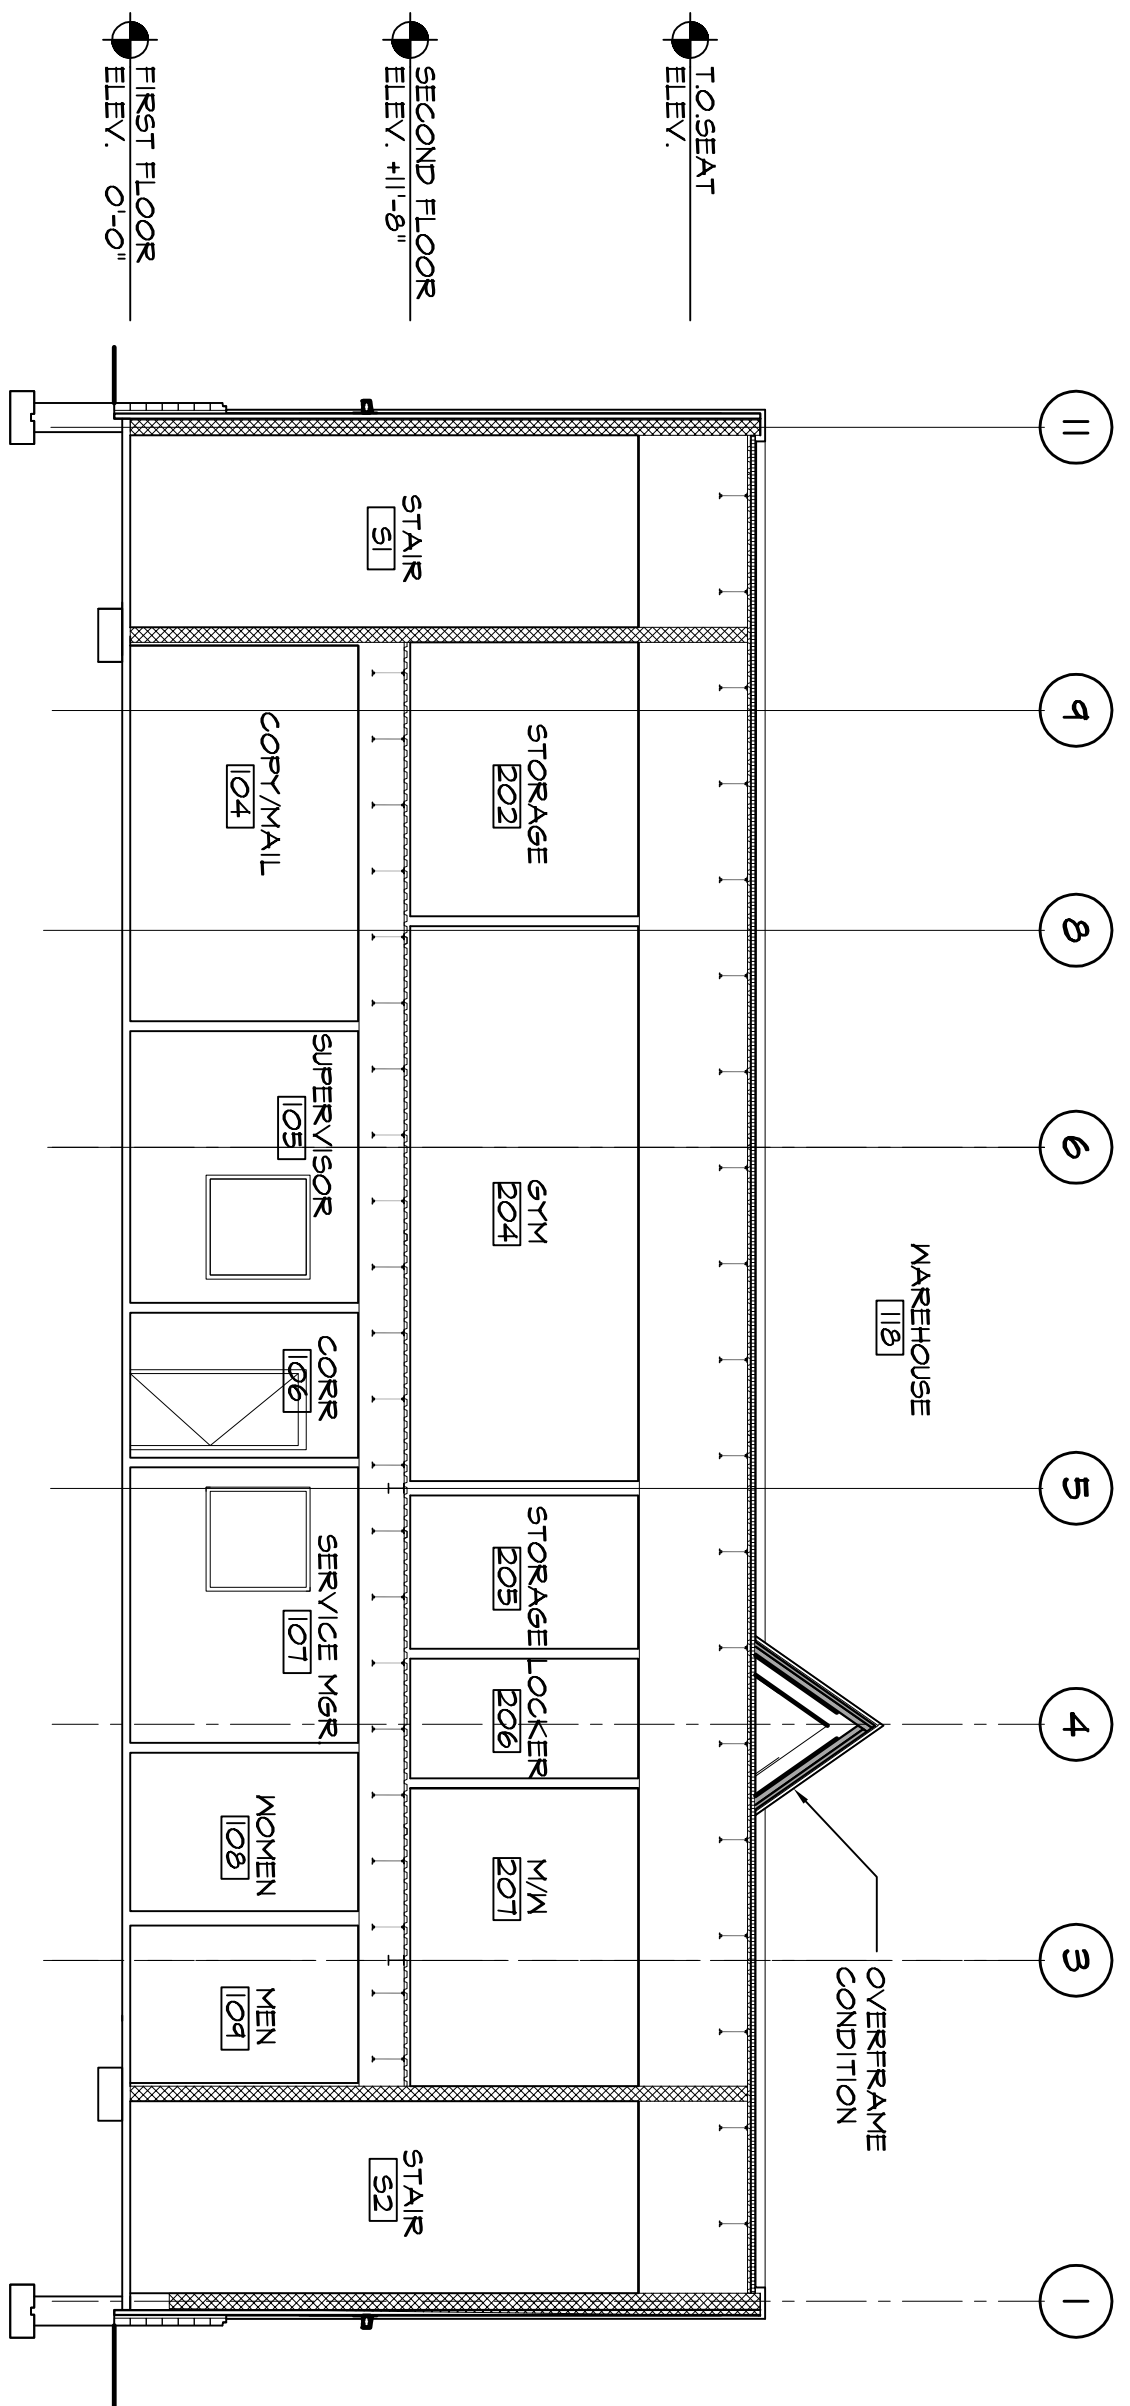 11
9
8
6
5
4
3
1
WAREHOUSE
118
OVERFRAME
CONDITION
T.O.SEAT
ELEV.
SECOND FLOOR
ELEV. +11'-8"
FIRST FLOOR
ELEV. 0'-0"
STAIR
S1
STORAGE
202
GYM
204
STORAGE
205
LOCKER
206
M/W
207
STAIR
S2
COPY/MAIL
104
SUPERVISOR
105
CORR
106
SERVICE MGR.
107
WOMEN
108
MEN
109